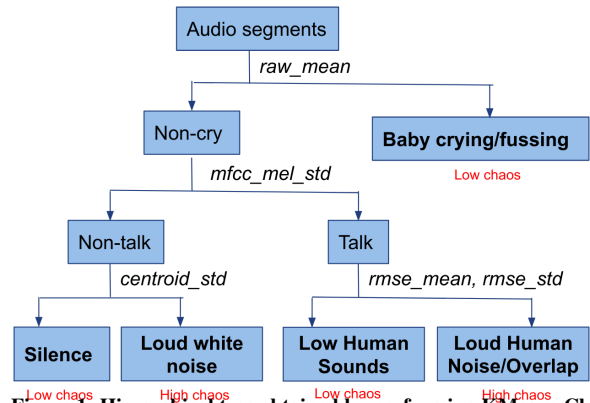 Audio segments
raw_mean
Non-cry
Baby crying/fussing
Low chaos
mfcc_mel_std
Non-talk
Talk
centroid_std
rmse_mean, rmse_std
Silence
Loud white
noise
Low Human
Sounds
Loud Human
Noise/Overlap
Low chaos
High chaos
Low chaos
High chaos